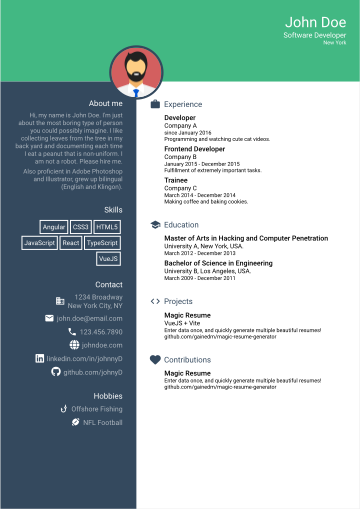 John Doe
Software Developer
New York
About me
Hi, my name is John Doe. I'm just
about the most boring type of person
you could possibly imagine. I like
collecting leaves from the tree in my
back yard and documenting each time
I eat a peanut that is non-uniform. I
am not a robot. Please hire me.
Also proficient in Adobe Photoshop
and Illustrator, grew up bilingual
(English and Klingon).
Skills
Angular CSS3 HTML5
JavaScript React TypeScript
VueJS
Contact
1234 Broadway
New York City, NY
john.doe@email.com
123.456.7890
johndoe.com
linkedin.com/in/johnnyD
github.com/johnyD
Hobbies
Offshore Fishing
NFL Football
Experience
Developer
Company A
since January 2016
Programming and watching cute cat videos.
Frontend Developer
Company B
January 2015 - December 2015
Fulfillment of extremely important tasks.
Trainee
Company C
March 2014 - December 2014
Making coffee and baking cookies.
Education
Master of Arts in Hacking and Computer Penetration
University A, New York, USA.
March 2012 - December 2013
Bachelor of Science in Engineering
University B, Los Angeles, USA.
March 2009 - December 2011
Projects
Magic Resume
VueJS + Vite
Enter data once, and quickly generate multiple beautiful resumes!
github.com/gainedm/magic-resume-generator
Contributions
Magic Resume
Enter data once, and quickly generate multiple beautiful resumes!
github.com/gainedm/magic-resume-generator